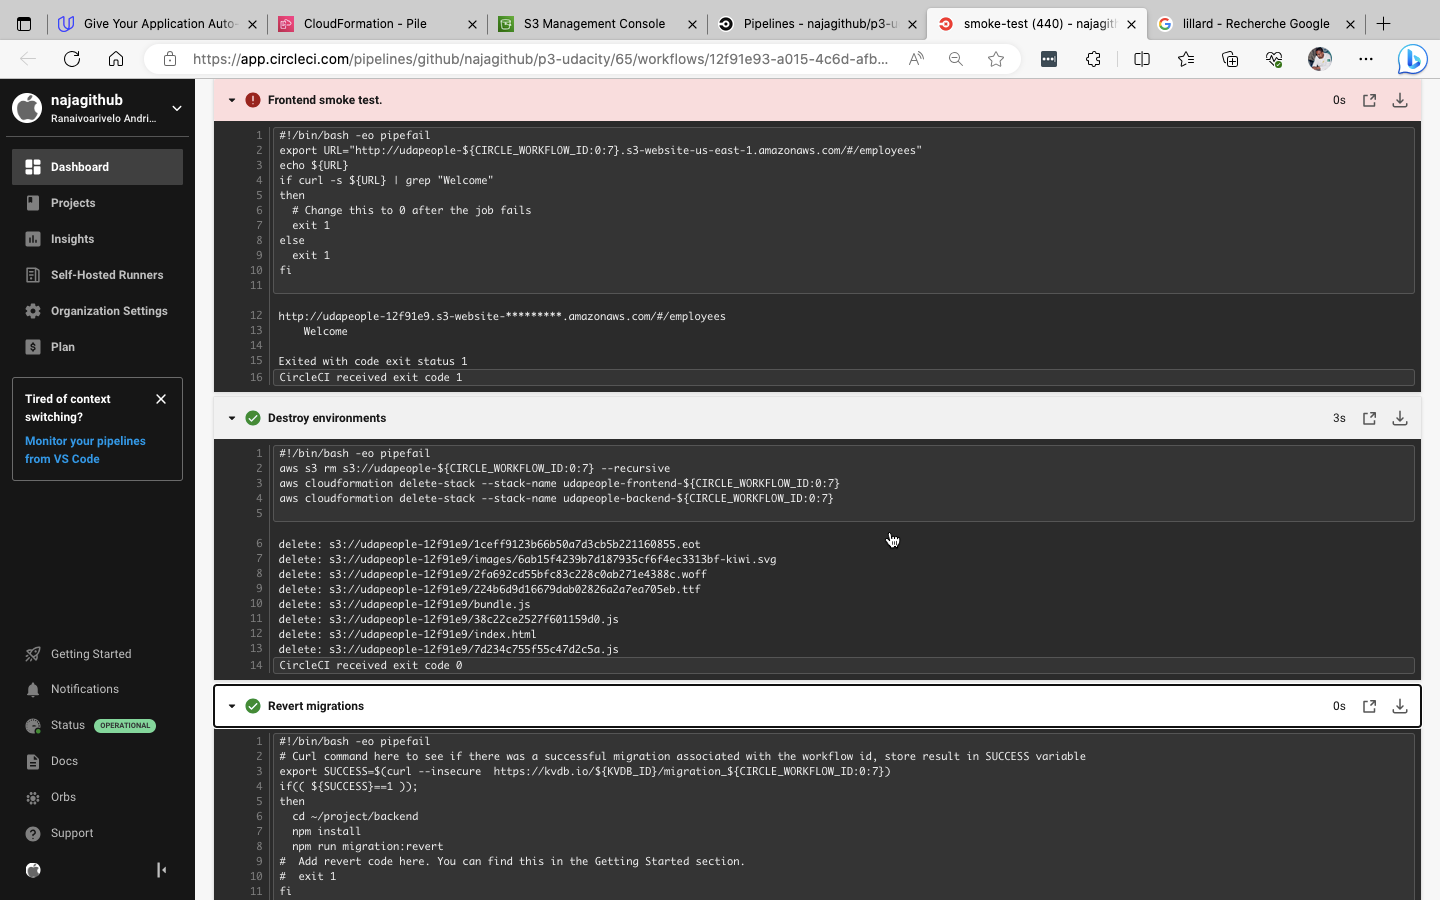 Give Your Application Auto-
CloudFormation - Pile
S3 Management Console
Pipelines - najagithub/p3-u
smoke-test (440) - najagith
lillard - Recherche Google
https://app.circleci.com/pipelines/github/najagithub/p3-udacity/65/workflows/12f91e93-a015-4c6d-afb...
najagithub
Ranaivoarivelo Andri...
Dashboard
Projects
Insights
Self-Hosted Runners
Organization Settings
Plan
Tired of context
switching?
Monitor your pipelines
from VS Code
Getting Started
Notifications
Status OPERATIONAL
Docs
Orbs
Support
Frontend smoke test. 0s
1 #!/bin/bash -eo pipefail
2 export URL="http://udapeople-${CIRCLE_WORKFLOW_ID:0:7}.s3-website-us-east-1.amazonaws.com/#/employees"
3 echo ${URL}
4 if curl -s ${URL} | grep "Welcome"
5 then
6 # Change this to 0 after the job fails
7 exit 1
8 else
9 exit 1
10 fi
11
12 http://udapeople-12f91e9.s3-website-*********.amazonaws.com/#/employees
13 Welcome
14
15 Exited with code exit status 1
16 CircleCI received exit code 1
Destroy environments 3s
1 #!/bin/bash -eo pipefail
2 aws s3 rm s3://udapeople-${CIRCLE_WORKFLOW_ID:0:7} --recursive
3 aws cloudformation delete-stack --stack-name udapeople-frontend-${CIRCLE_WORKFLOW_ID:0:7}
4 aws cloudformation delete-stack --stack-name udapeople-backend-${CIRCLE_WORKFLOW_ID:0:7}
5
6 delete: s3://udapeople-12f91e9/1ceff9123b66b50a7d3cb5b221160855.eot
7 delete: s3://udapeople-12f91e9/images/6ab15f4239b7d187935cf6f4ec3313bf-kiwi.svg
8 delete: s3://udapeople-12f91e9/2fa692cd55bfc83c228c0ab271e4388c.woff
9 delete: s3://udapeople-12f91e9/224b6d9d16679dab02826a2a7ea705eb.ttf
10 delete: s3://udapeople-12f91e9/bundle.js
11 delete: s3://udapeople-12f91e9/38c22ce2527f601159d0.js
12 delete: s3://udapeople-12f91e9/index.html
13 delete: s3://udapeople-12f91e9/7d234c755f55c47d2c5a.js
14 CircleCI received exit code 0
Revert migrations 0s
1 #!/bin/bash -eo pipefail
2 # Curl command here to see if there was a successful migration associated with the workflow id, store result in SUCCESS variable
3 export SUCCESS=$(curl --insecure  https://kvdb.io/${KVDB_ID}/migration_${CIRCLE_WORKFLOW_ID:0:7})
4 if(( ${SUCCESS}==1 ));
5 then
6 cd ~/project/backend
7 npm install
8 npm run migration:revert
9 #  Add revert code here. You can find this in the Getting Started section.
10 #  exit 1
11 fi